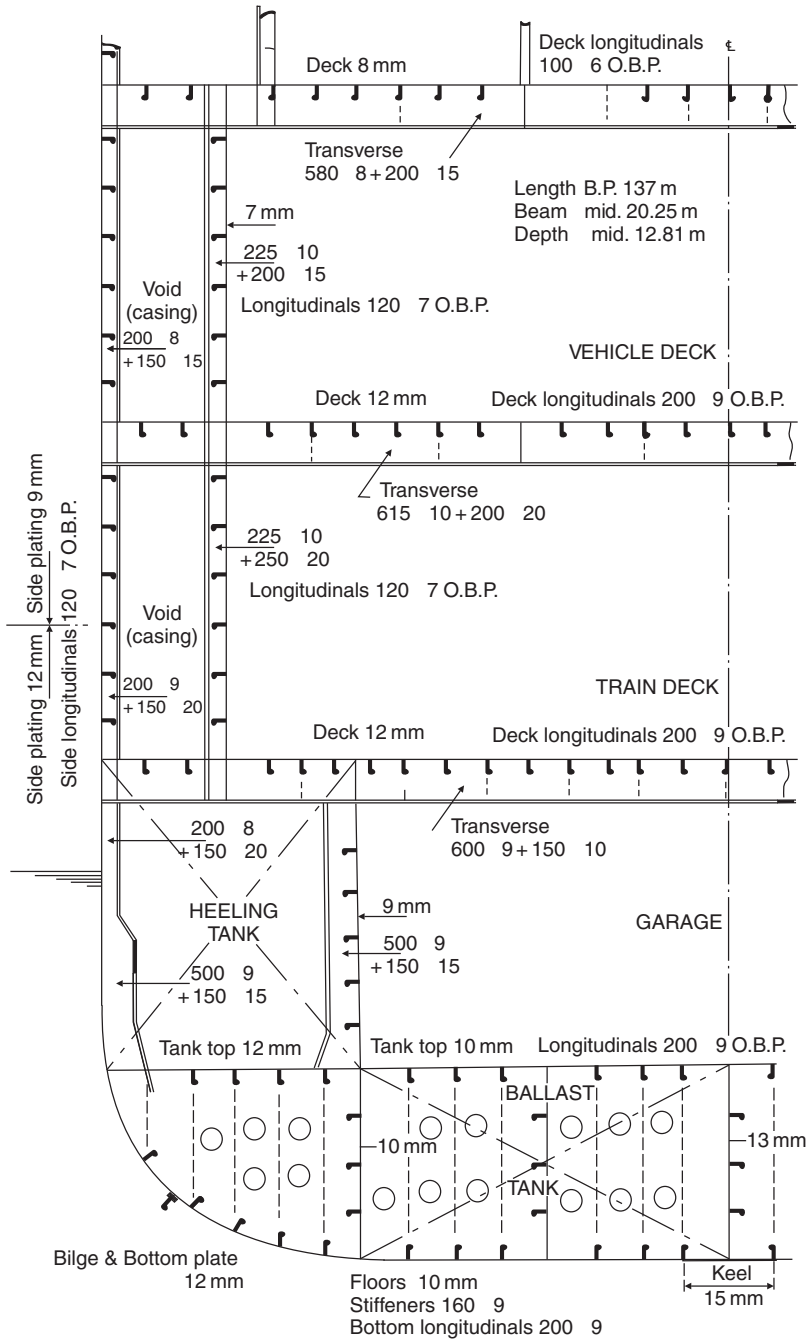 Deck longitudinals
100 6 O.B.P.
℄
Deck 8 mm
Transverse
580 8 + 200 15
Length B.P. 137 m
Beam mid. 20.25 m
Depth mid. 12.81 m
7 mm
225 10
+200 15
Void
(casing)
Longitudinals 120 7 O.B.P.
200 8
+150 15
VEHICLE DECK
Deck 12 mm
Deck longitudinals 200 9 O.B.P.
Transverse
615 10 + 200 20
Side plating 9 mm
Side plating 12 mm
Side longitudinals 120 7 O.B.P.
225 10
+250 20
Longitudinals 120 7 O.B.P.
Void
(casing)
200 9
+150 20
TRAIN DECK
Deck 12 mm
Deck longitudinals 200 9 O.B.P.
200 8
+150 20
Transverse
600 9 + 150 10
HEELING
TANK
9 mm
GARAGE
500 9
+150 15
500 9
+150 15
Tank top 12 mm
Tank top 10 mm
Longitudinals 200 9 O.B.P.
BALLAST
TANK
10 mm
13 mm
Bilge & Bottom plate
12 mm
Keel
15 mm
Floors 10 mm
Stiffeners 160 9
Bottom longitudinals 200 9